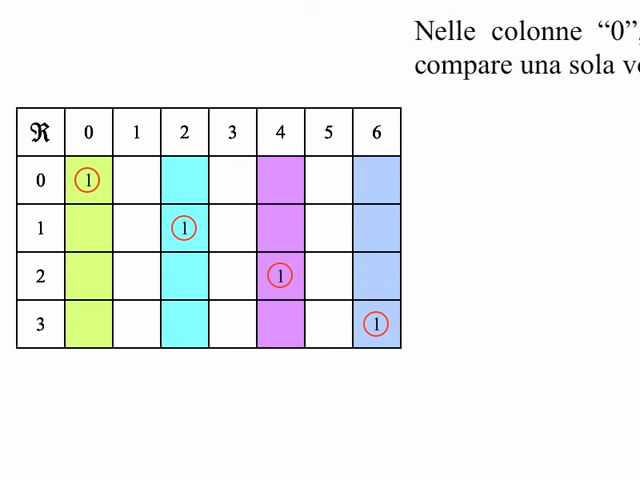 Nelle colonne “0”,
compare una sola vo
ℜ 0 1 2 3 4 5 6
0 1
1 1
2 1
3 1